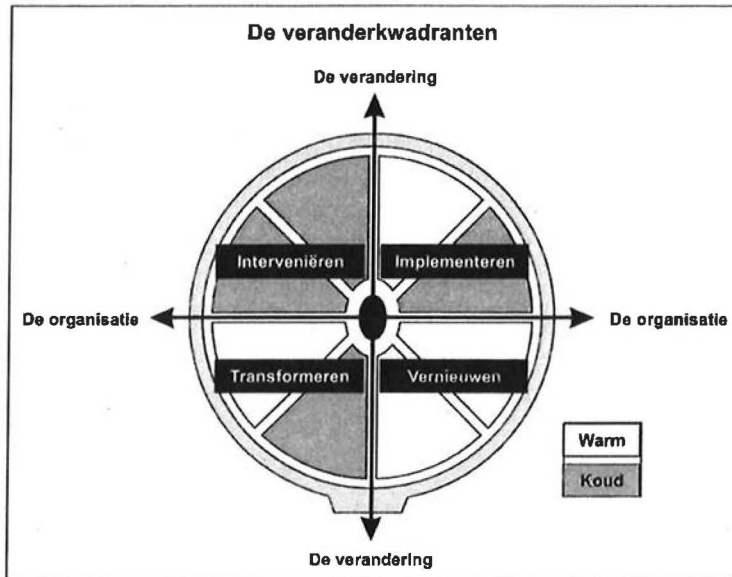 De veranderkwadranten
De verandering
Interveniëren
Implementeren
De organisatie
De organisatie
Transformeren
Vernieuwen
Warm
Koud
De verandering